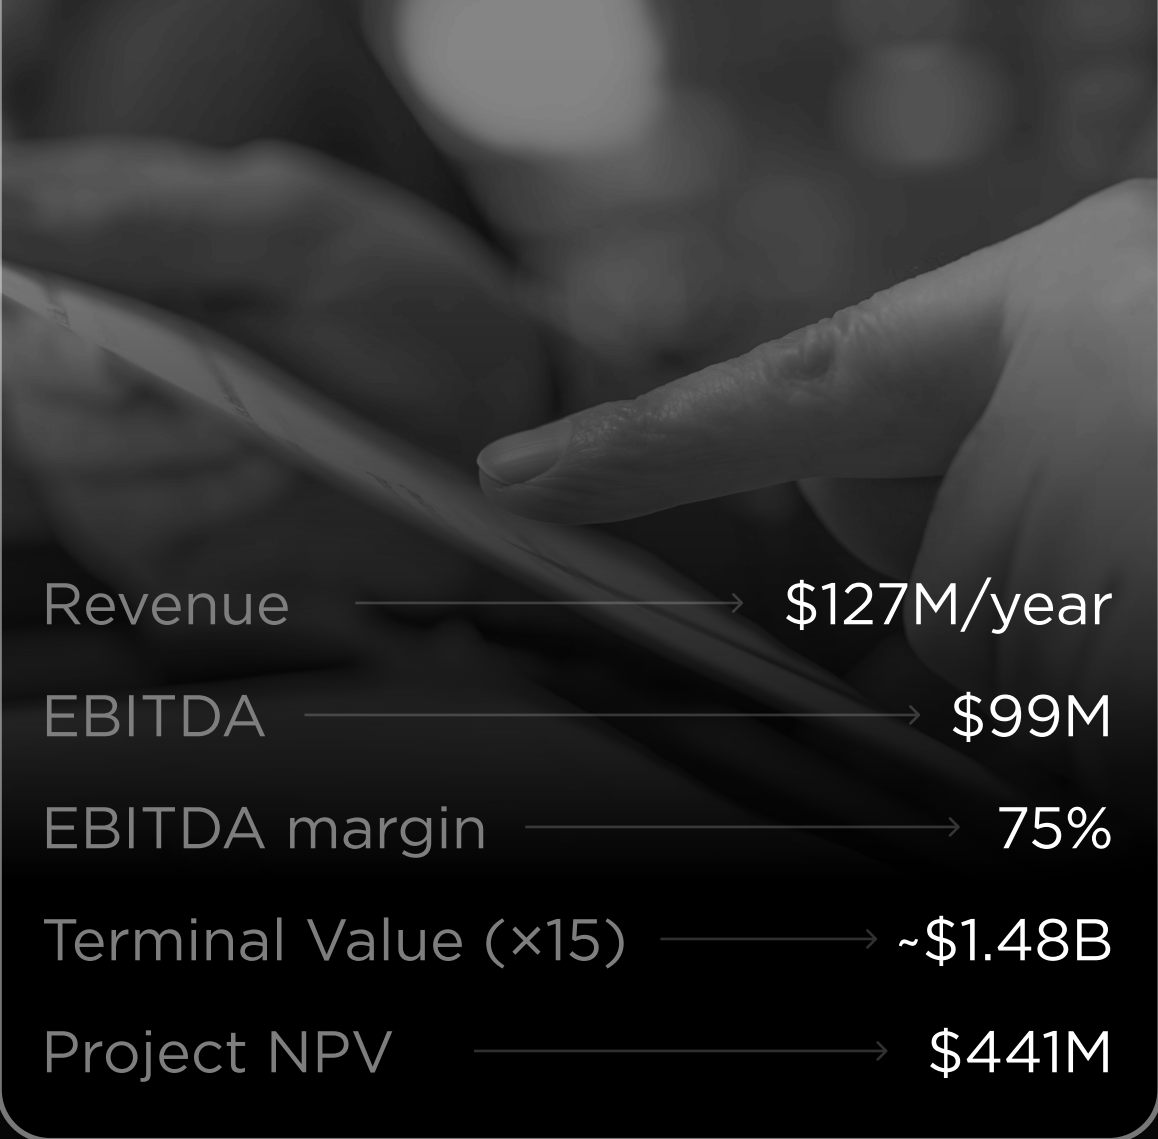 Revenue $127M/year
EBITDA $99M
EBITDA margin 75%
Terminal Value (×15) ~$1.48B
Project NPV $441M